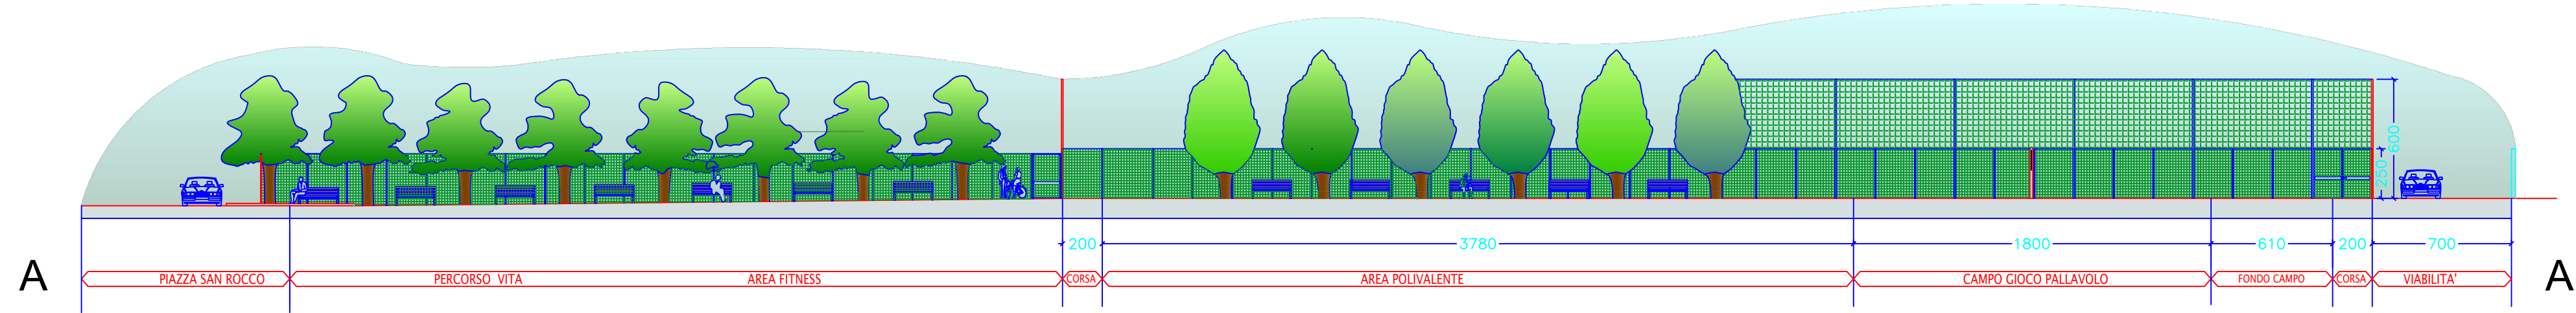 600
250
200 3780 1800 610 200 700
A PIAZZA SAN ROCCO PERCORSO VITA AREA FITNESS CORSA AREA POLIVALENTE CAMPO GIOCO PALLAVOLO FONDO CAMPO CORSA VIABILITA' A